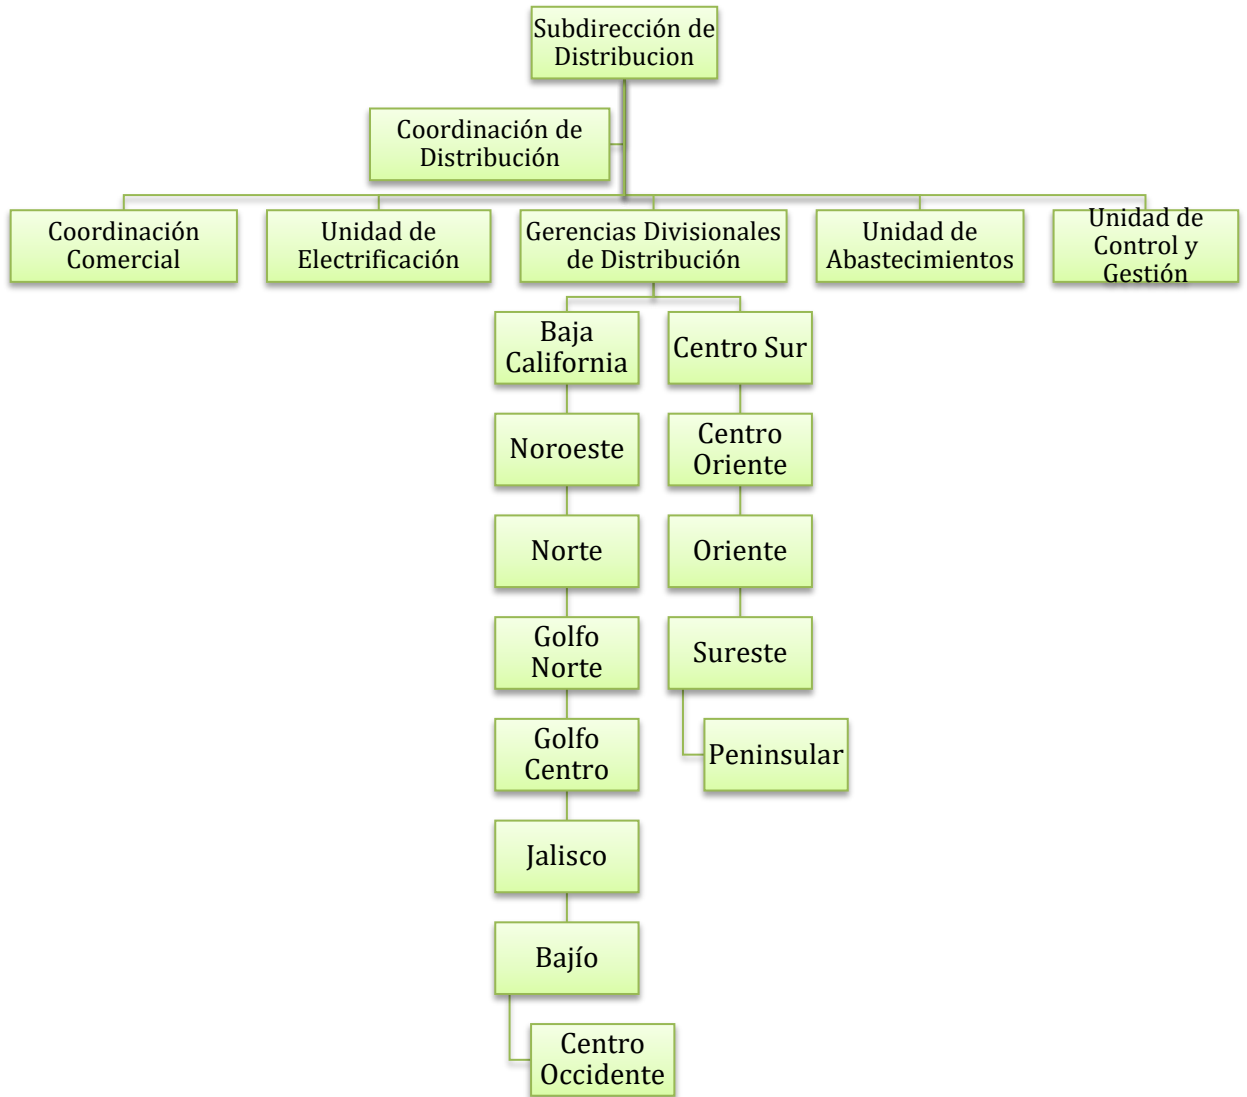 Subdirección de
Distribucion
Coordinación de
Distribución
Coordinación
Comercial
Unidad de
Electrificación
Gerencias Divisionales
de Distribución
Unidad de
Abastecimientos
Unidad de
Control y
Gestión
Baja
California
Centro Sur
Noroeste
Centro
Oriente
Norte
Oriente
Golfo
Norte
Sureste
Golfo
Centro
Peninsular
Jalisco
Bajío
Centro
Occidente